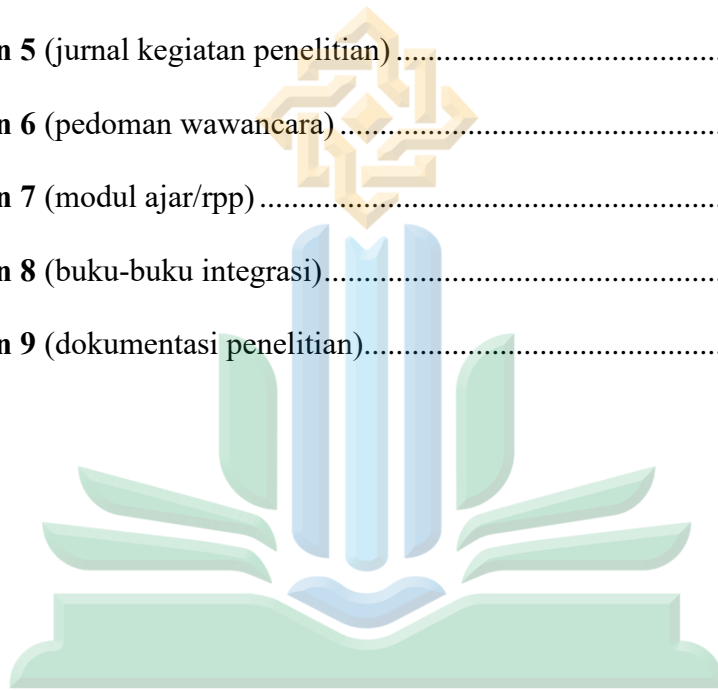 n 5 (jurnal kegiatan penelitian)........................................
n 6 (pedoman wawancara)...............................................
n 7 (modul ajar/rpp).........................................................
n 8 (buku-buku integrasi).................................................
n 9 (dokumentasi penelitian)............................................